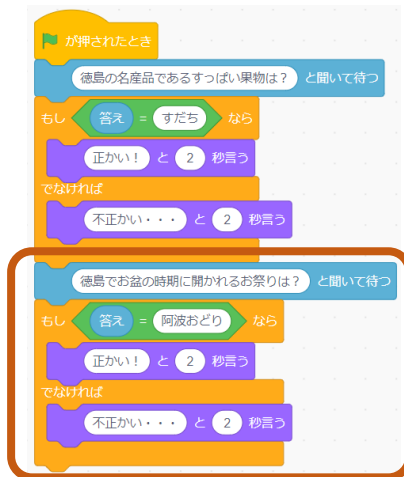 が押されたとき
徳島の名産品であるすっぱい果物は? と聞いて待つ
もし 答え = すだち なら
正かい! と 2 秒言う
でなければ
不正かい・・・ と 2 秒言う
徳島でお盆の時期に開かれるお祭りは? と聞いて待つ
もし 答え = 阿波おどり なら
正かい! と 2 秒言う
でなければ
不正かい・・・ と 2 秒言う